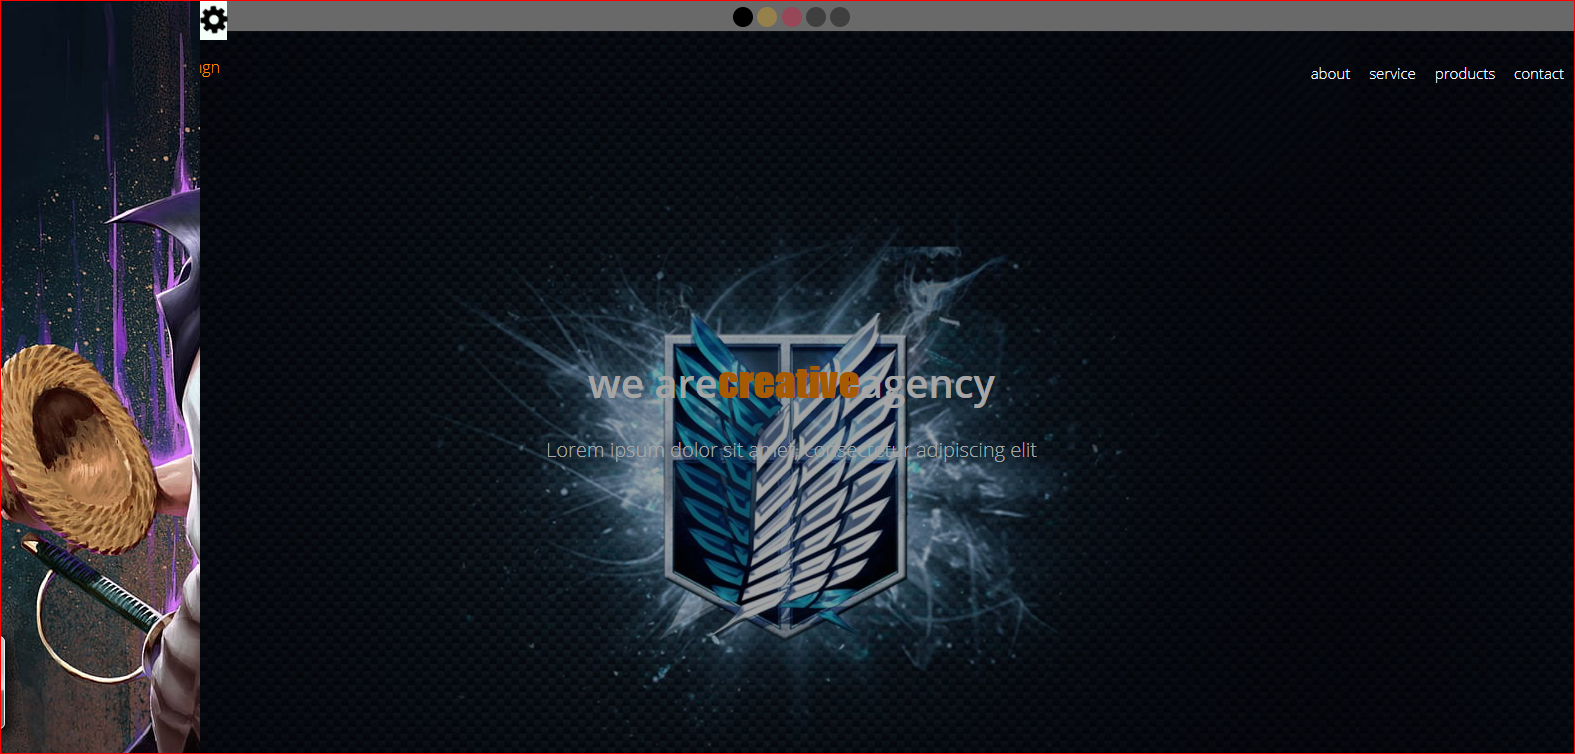 ign
about service products contact
we are creative agency
Lorem ipsum dolor sit amet, consectetur adipiscing elit